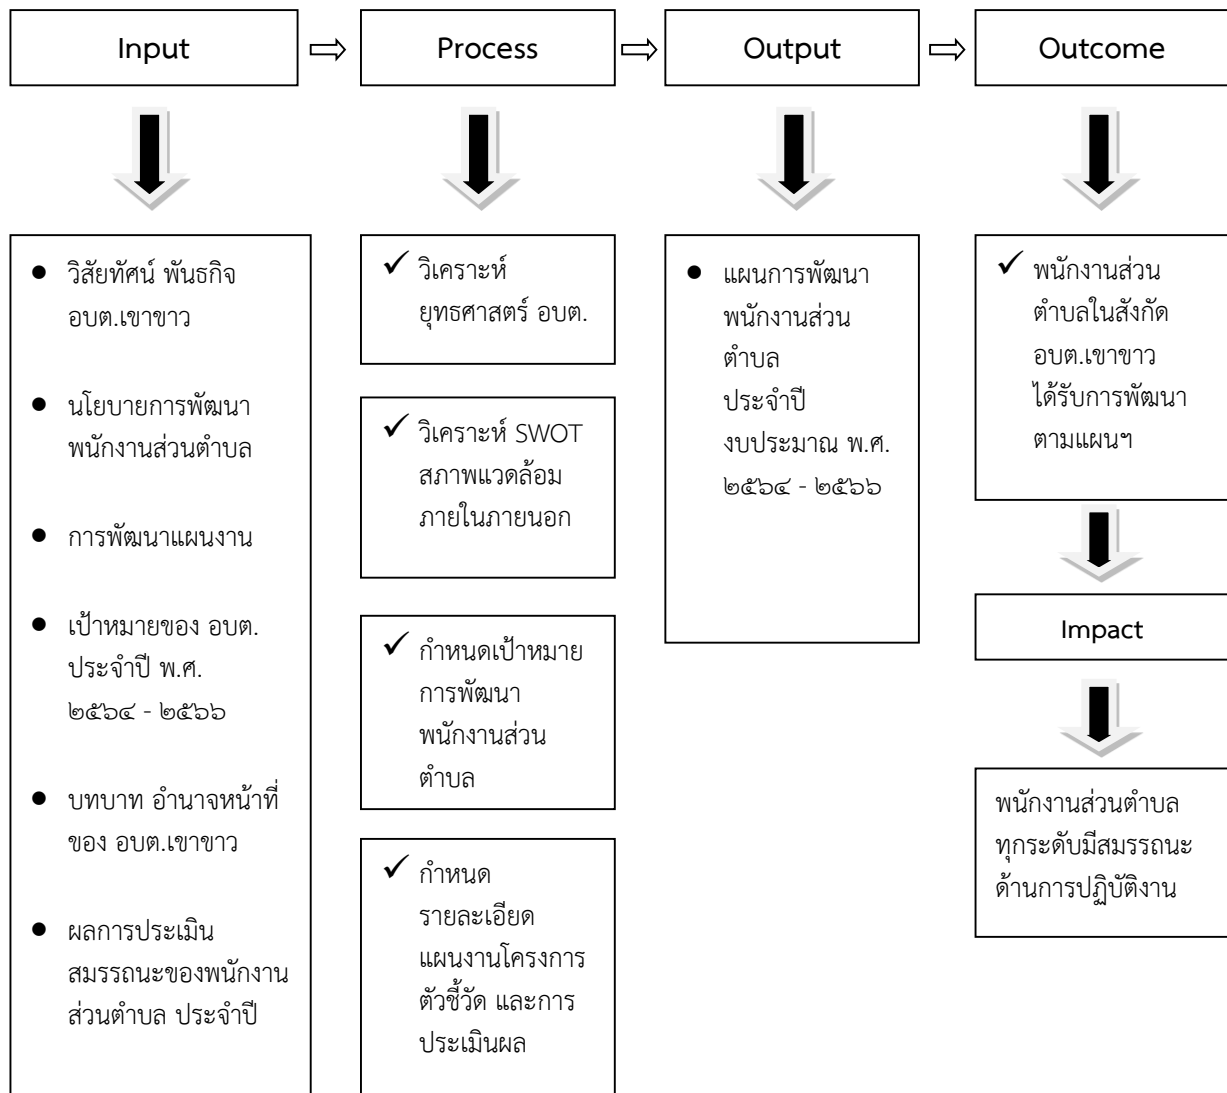 Input
Process
Output
Outcome
● วิสัยทัศน์ พันธกิจ
อบต.เขาขาว
● นโยบายการพัฒนา
พนักงานส่วนตำบล
● การพัฒนาแผนงาน
● เป้าหมายของ อบต.
ประจำปี พ.ศ.
๒๕๖๔ - ๒๕๖๖
● บทบาท อำนาจหน้าที่
ของ อบต.เขาขาว
● ผลการประเมิน
สมรรถนะของพนักงาน
ส่วนตำบล ประจำปี
✓ วิเคราะห์
ยุทธศาสตร์ อบต.
✓ วิเคราะห์ SWOT
สภาพแวดล้อม
ภายในภายนอก
✓ กำหนดเป้าหมาย
การพัฒนา
พนักงานส่วน
ตำบล
✓ กำหนด
รายละเอียด
แผนงานโครงการ
ตัวชี้วัด และการ
ประเมินผล
● แผนการพัฒนา
พนักงานส่วน
ตำบล
ประจำปี
งบประมาณ พ.ศ.
๒๕๖๔ - ๒๕๖๖
✓ พนักงานส่วน
ตำบลในสังกัด
อบต.เขาขาว
ได้รับการพัฒนา
ตามแผนฯ
Impact
พนักงานส่วนตำบล
ทุกระดับมีสมรรถนะ
ด้านการปฏิบัติงาน